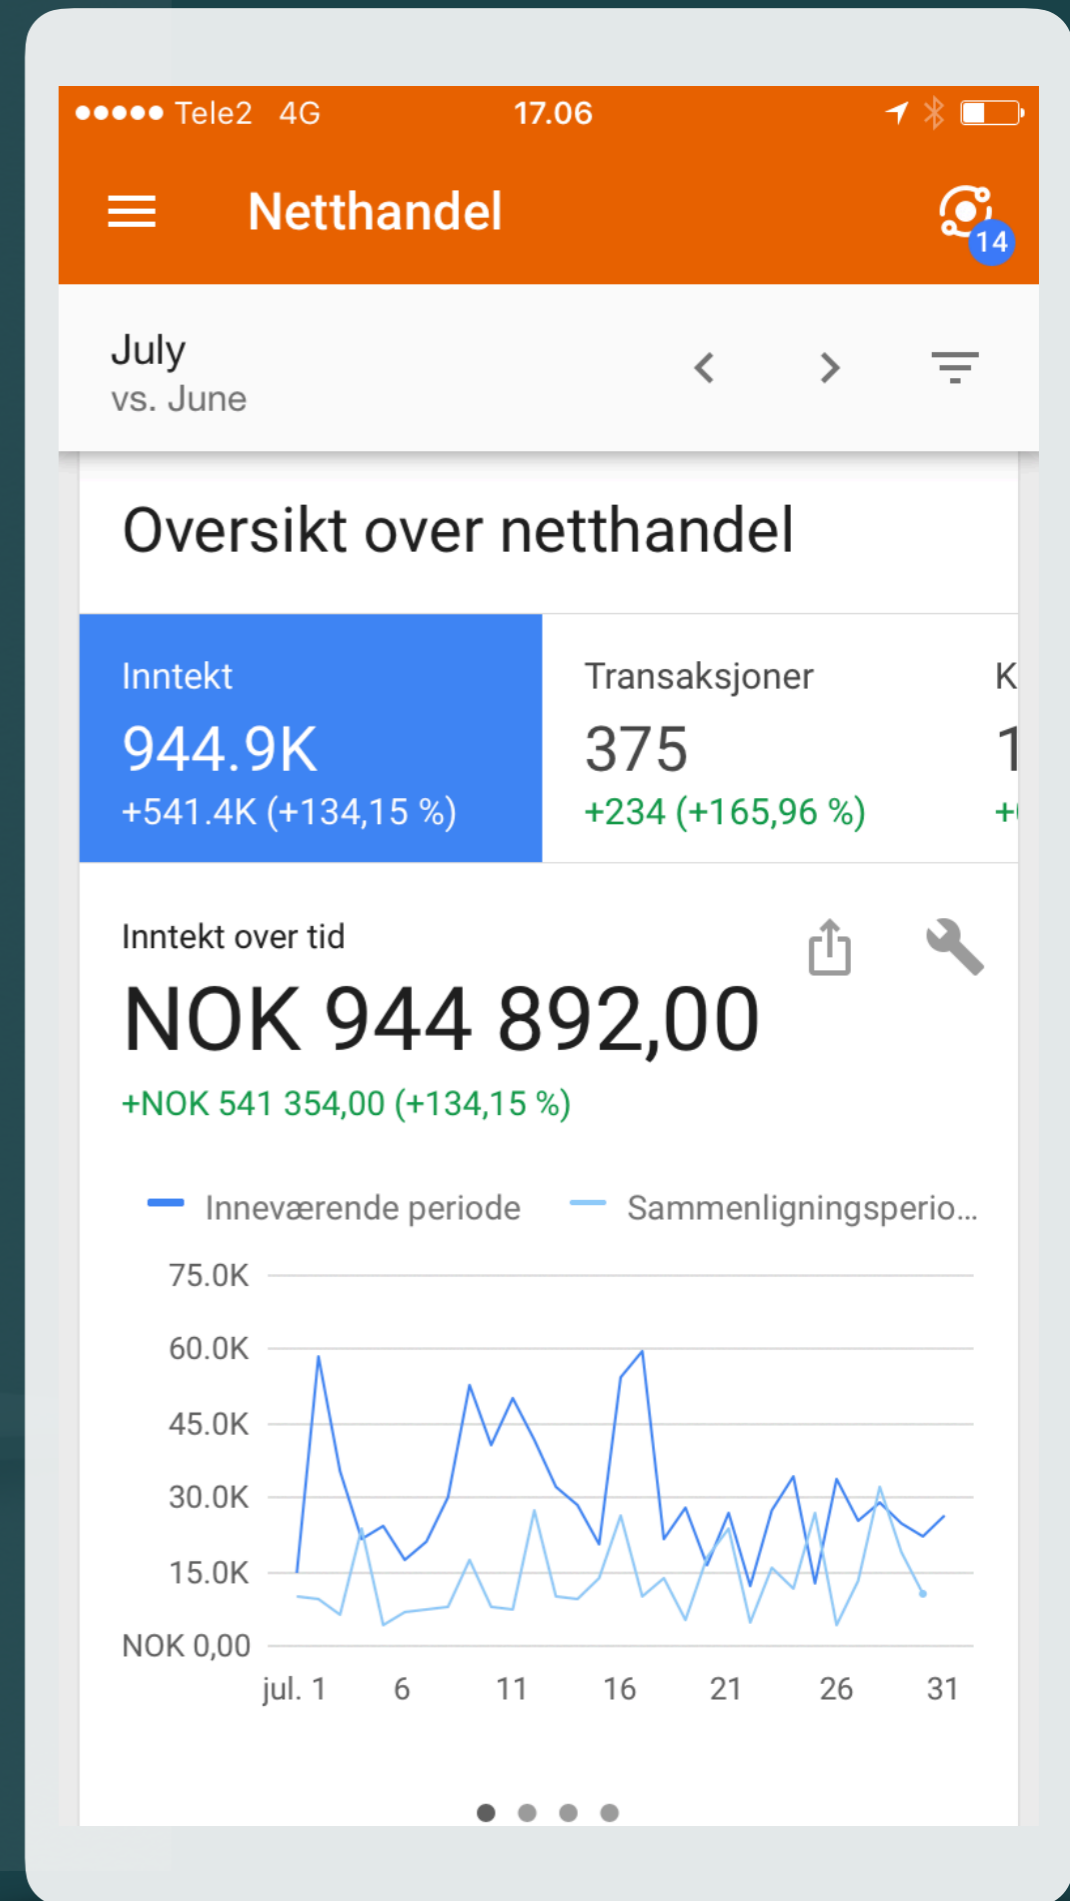 Tele2 4G 17.06
Netthandel
14
July
vs. June
Oversikt over netthandel
Inntekt
944.9K
+541.4K (+134,15 %)
Transaksjoner
375
+234 (+165,96 %)
K
1
Inntekt over tid
NOK 944 892,00
+NOK 541 354,00 (+134,15 %)
Inneværende periode
Sammenligningsperio...
75.0K
60.0K
45.0K
30.0K
15.0K
NOK 0,00
jul. 1 6 11 16 21 26 31